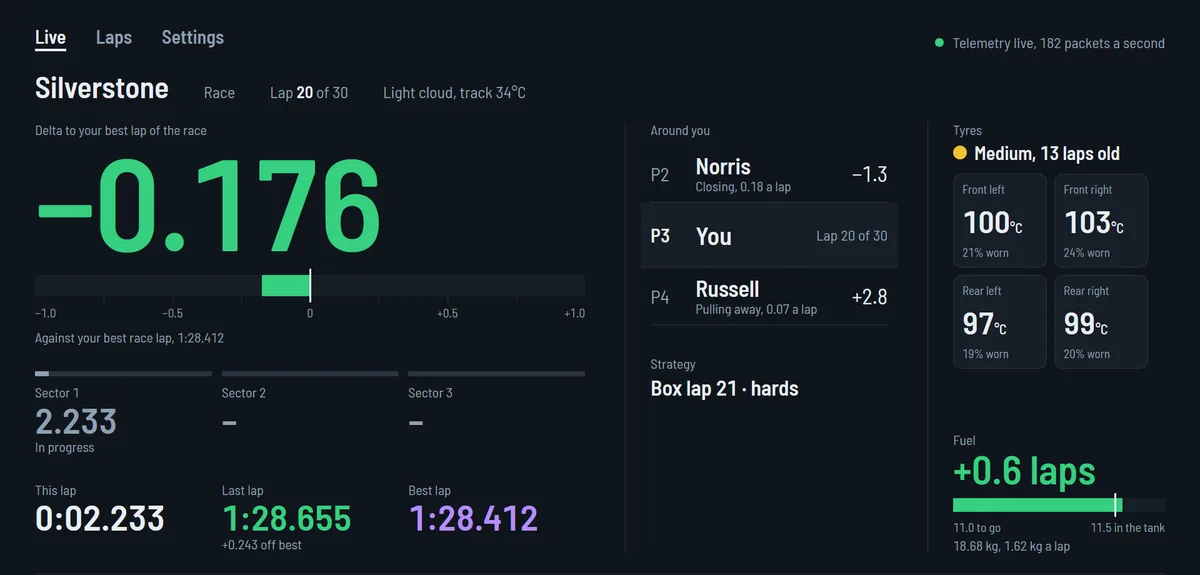 Live Laps Settings
Telemetry live, 182 packets a second
Silverstone Race Lap 20 of 30 Light cloud, track 34°C
Delta to your best lap of the race
−0.176
−1.0 −0.5 0 +0.5 +1.0
Against your best race lap, 1:28.412
Sector 1
2.233
In progress
Sector 2
–
Sector 3
–
This lap
0:02.233
Last lap
1:28.655
+0.243 off best
Best lap
1:28.412
Around you
P2 Norris −1.3
Closing, 0.18 a lap
P3 You Lap 20 of 30
P4 Russell +2.8
Pulling away, 0.07 a lap
Strategy
Box lap 21 · hards
Tyres
Medium, 13 laps old
Front left
100°C
21% worn
Front right
103°C
24% worn
Rear left
97°C
19% worn
Rear right
99°C
20% worn
Fuel
+0.6 laps
11.0 to go 11.5 in the tank
18.68 kg, 1.62 kg a lap